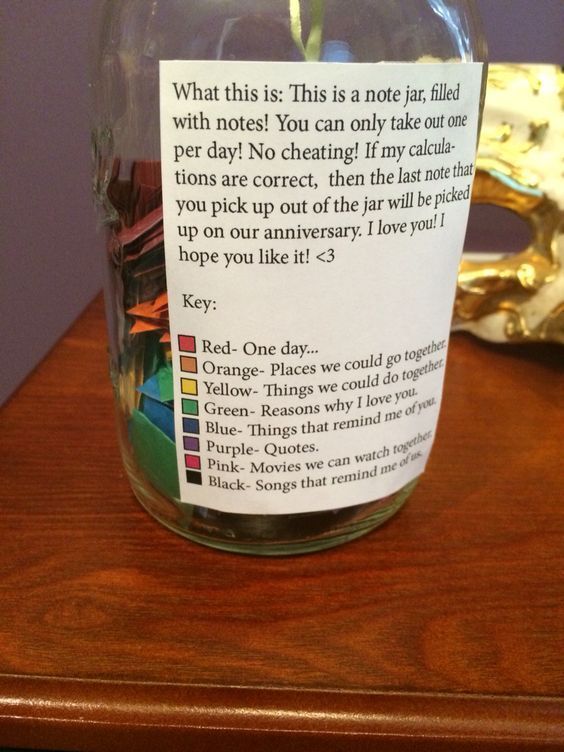 What this is: This is a note jar, filled
with notes! You can only take out one
per day! No cheating! If my calcula-
tions are correct, then the last note that
you pick up out of the jar will be picked
up on our anniversary. I love you! I
hope you like it! <3
Key:
Red- One day...
Orange- Places we could go together.
Yellow- Things we could do together.
Green- Reasons why I love you.
Blue- Things that remind me of you.
Purple- Quotes.
Pink- Movies we can watch together.
Black- Songs that remind me of us.